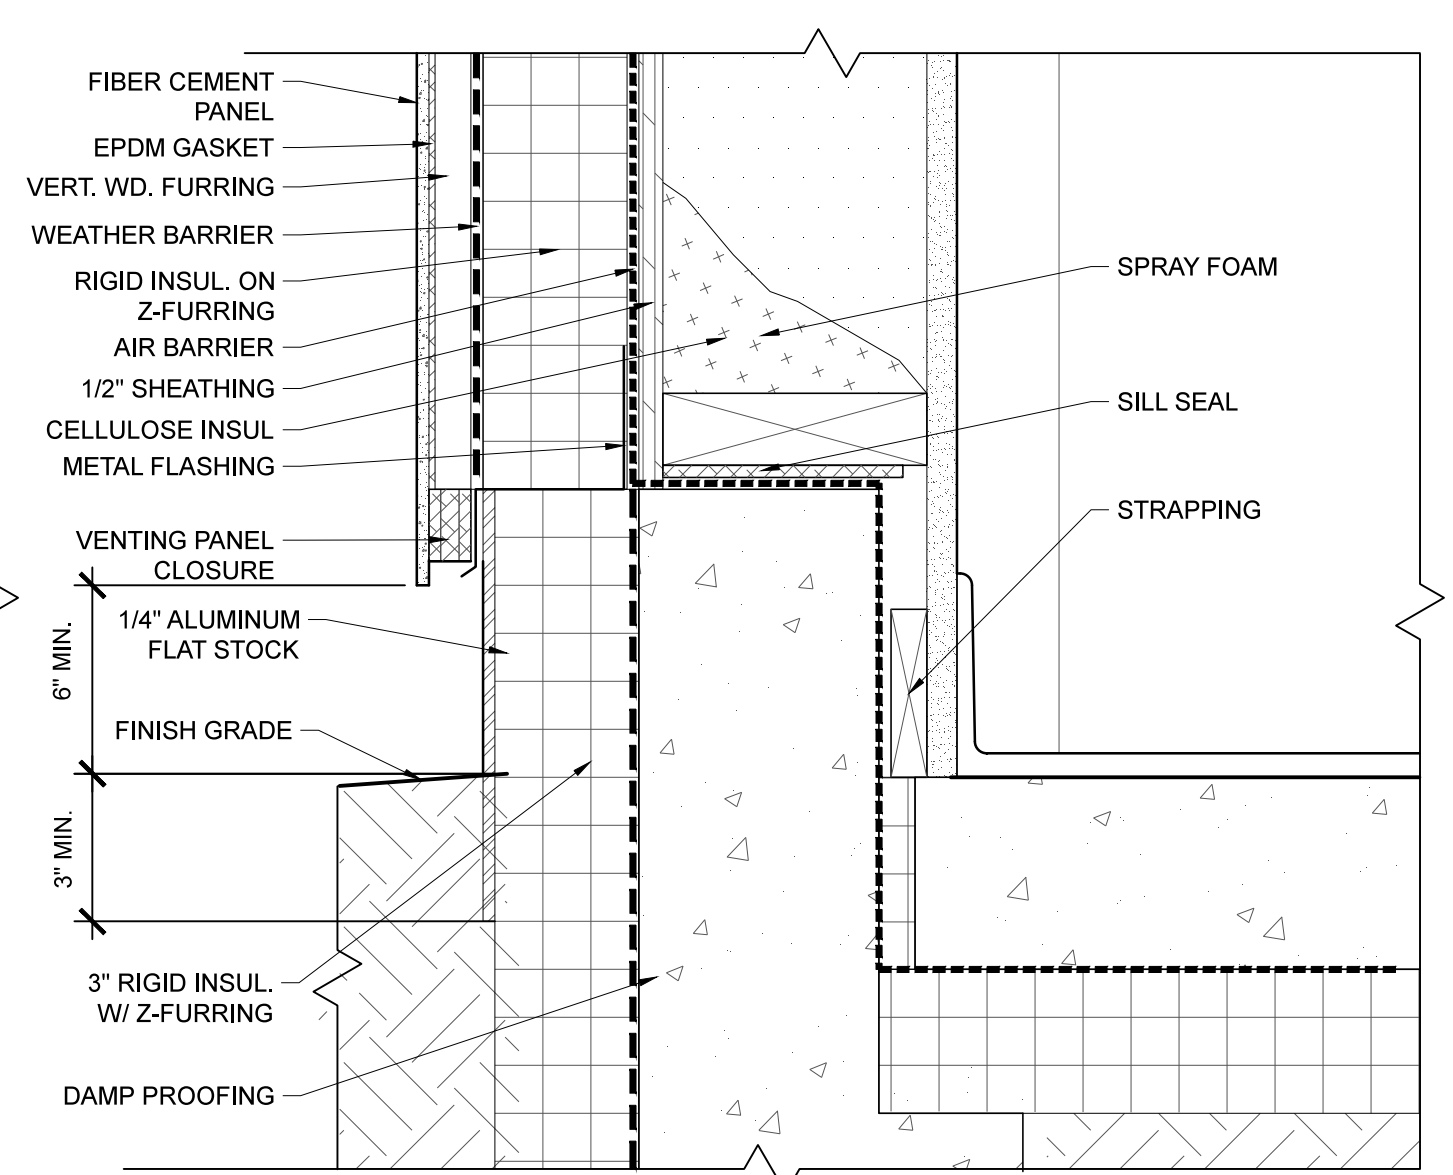 FIBER CEMENT
PANEL
EPDM GASKET
VERT. WD. FURRING
WEATHER BARRIER
RIGID INSUL. ON
Z-FURRING
AIR BARRIER
1/2" SHEATHING
CELLULOSE INSUL
METAL FLASHING
VENTING PANEL
CLOSURE
1/4" ALUMINUM
FLAT STOCK
6" MIN.
FINISH GRADE
3" MIN.
3" RIGID INSUL.
W/ Z-FURRING
DAMP PROOFING
SPRAY FOAM
SILL SEAL
STRAPPING